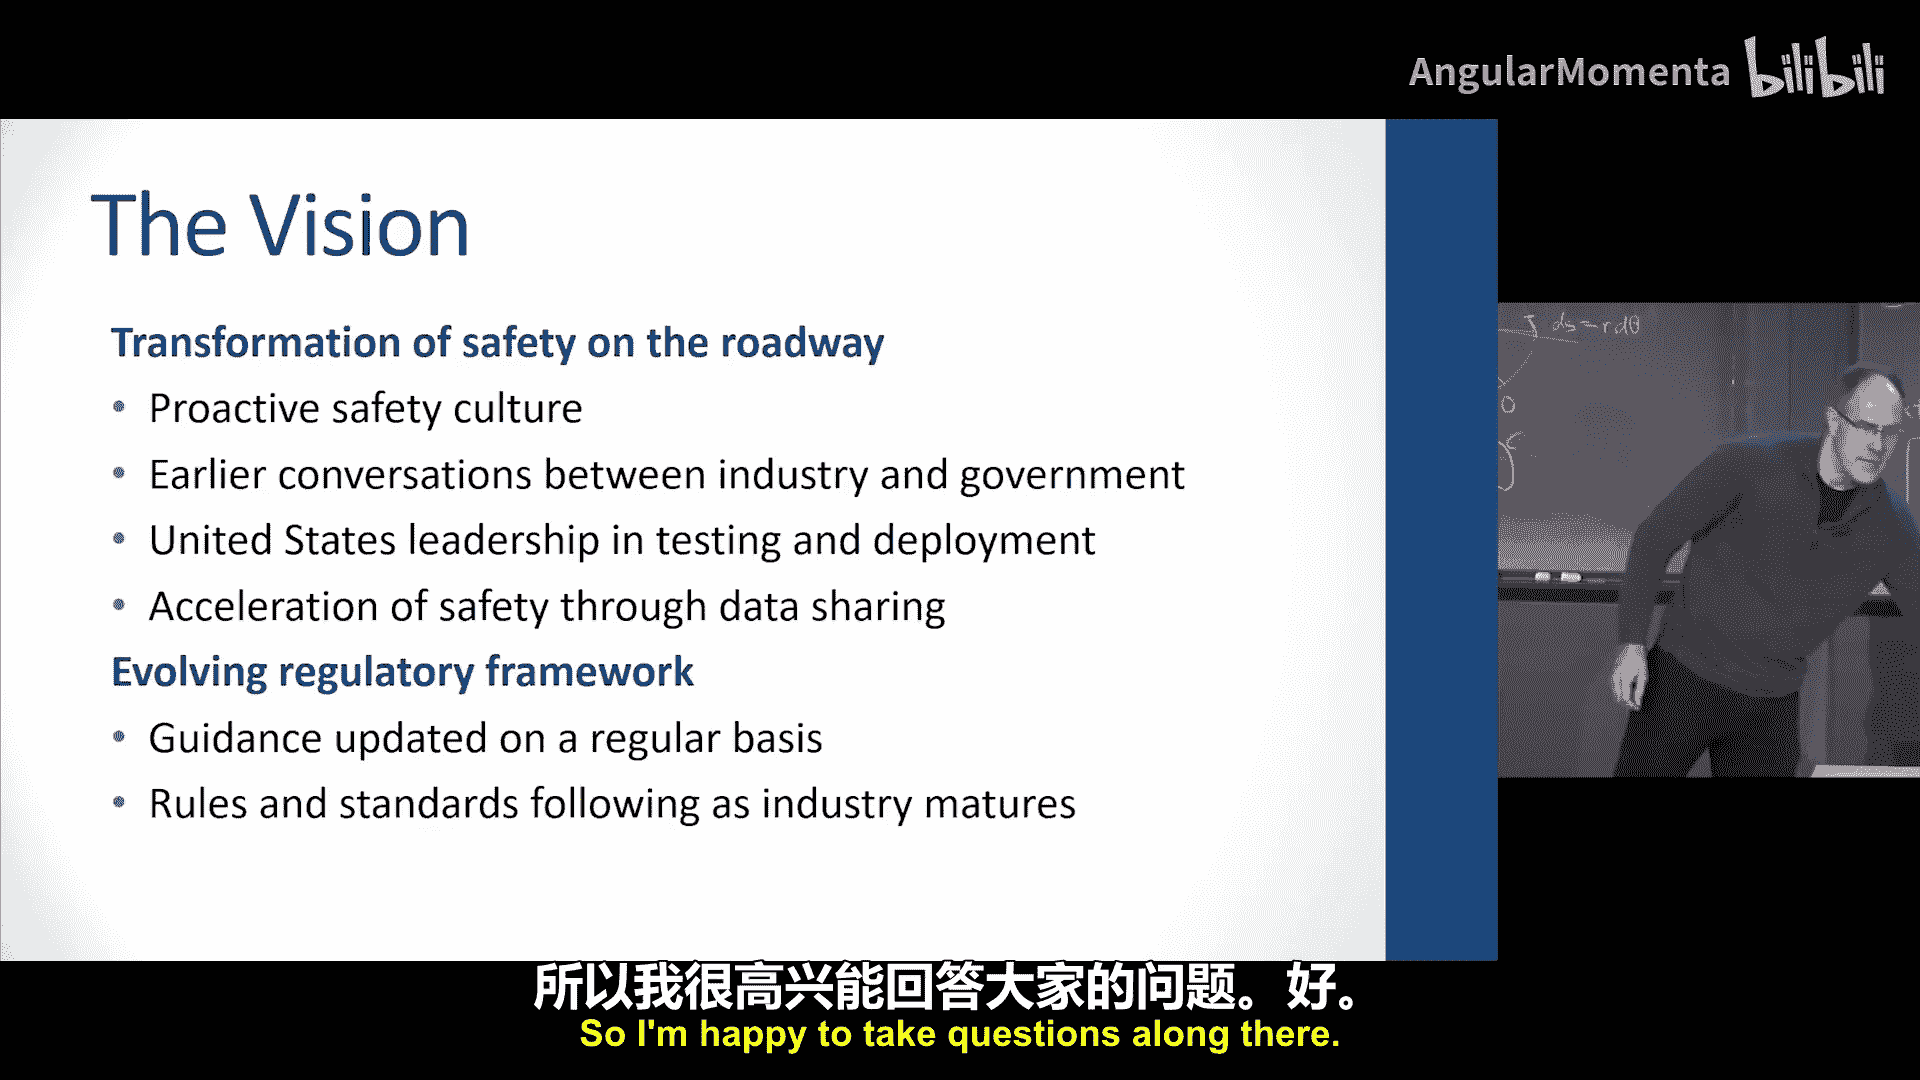 AngularMomenta bilibili
The Vision
Transformation of safety on the roadway
• Proactive safety culture
• Earlier conversations between industry and government
• United States leadership in testing and deployment
• Acceleration of safety through data sharing
Evolving regulatory framework
• Guidance updated on a regular basis
• Rules and standards following as industry matures
ds=rdθ
所以我很高兴能回答大家的问题。好。
So I'm happy to take questions along there.